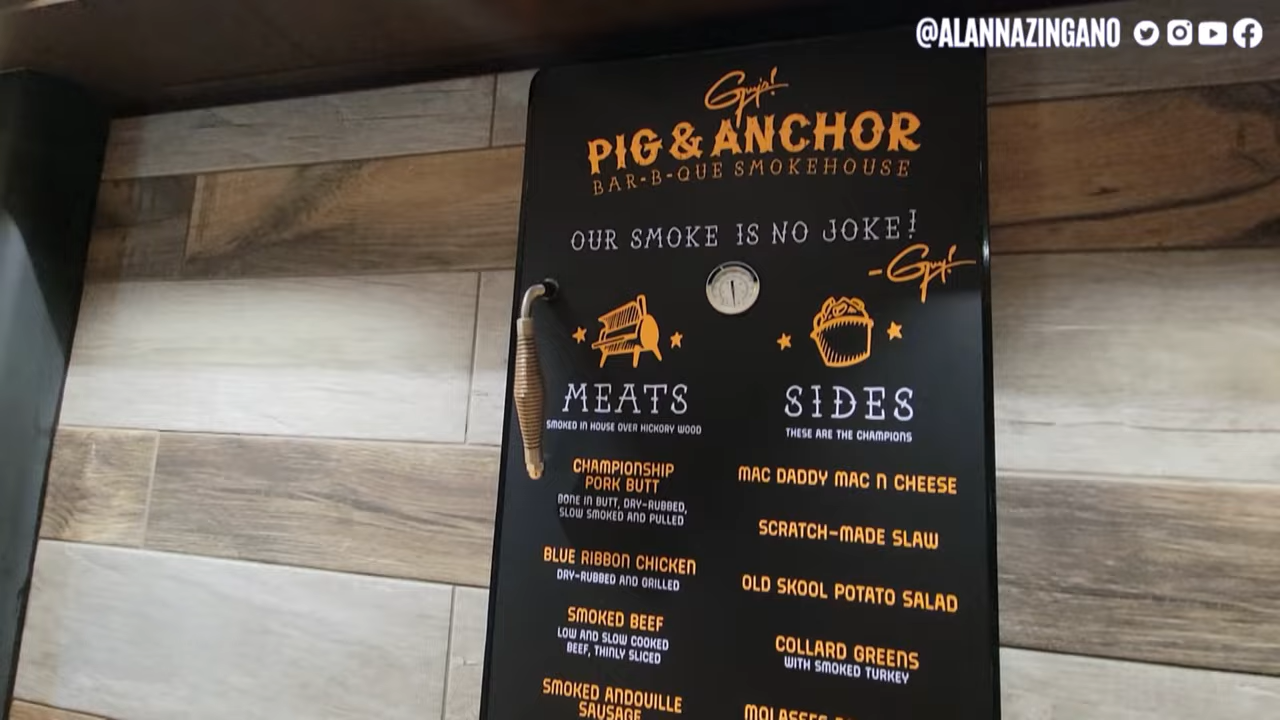 @ALANNAZINGANO
Guy's!
PIG & ANCHOR
BAR-B-QUE SMOKEHOUSE
OUR SMOKE IS NO JOKE!
-Guy!
MEATS
SMOKED IN HOUSE OVER HICKORY WOOD
CHAMPIONSHIP
PORK BUTT
BONE IN BUTT, DRY-RUBBED,
SLOW SMOKED AND PULLED
BLUE RIBBON CHICKEN
DRY-RUBBED AND GRILLED
SMOKED BEEF
LOW AND SLOW COOKED
BEEF, THINLY SLICED
SMOKED ANDOUILLE
SAUSAGE
SIDES
THESE ARE THE CHAMPIONS
MAC DADDY MAC N CHEESE
SCRATCH-MADE SLAW
OLD SKOOL POTATO SALAD
COLLARD GREENS
WITH SMOKED TURKEY
MOLASSES